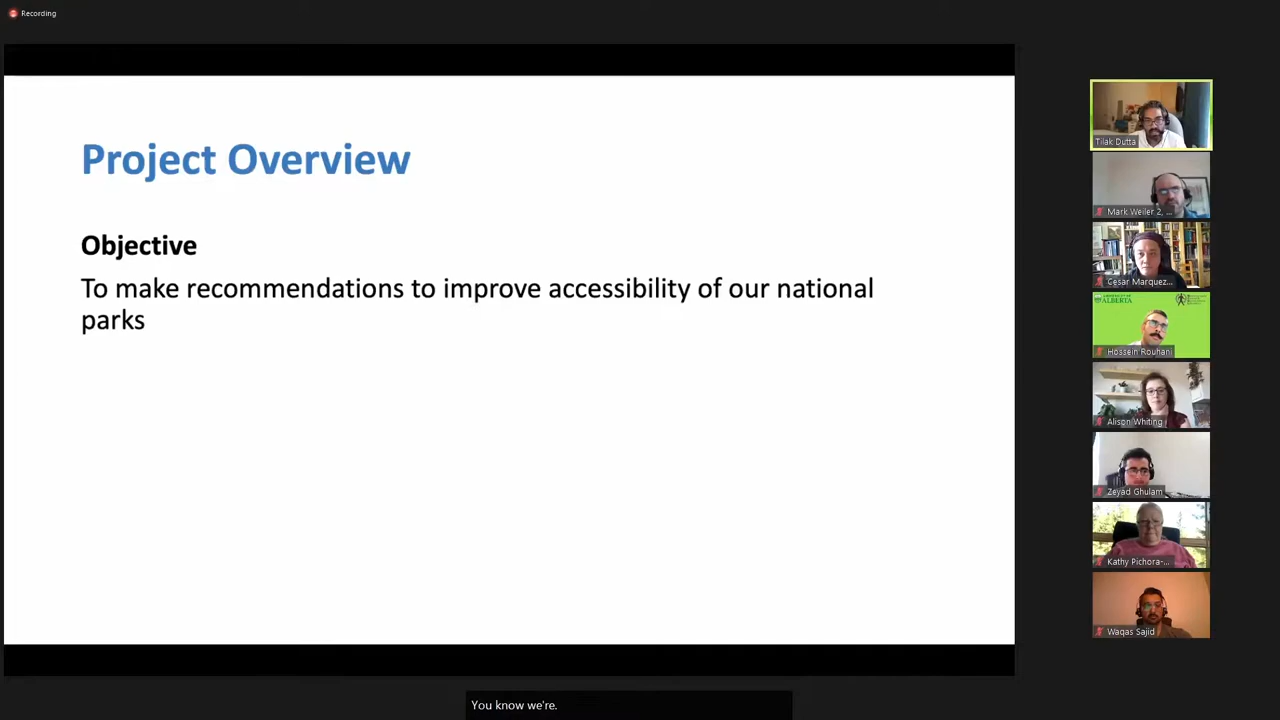 Recording
Project Overview
Objective
To make recommendations to improve accessibility of our national
parks
Tilak Dutta
Mark Weiler 2, ...
Cesar Marquez...
ALBERTA
Hossein Rouhani
Alison Whiting
Zeyad Ghulam
Kathy Pichora-...
Waqas Sajid
You know we're.